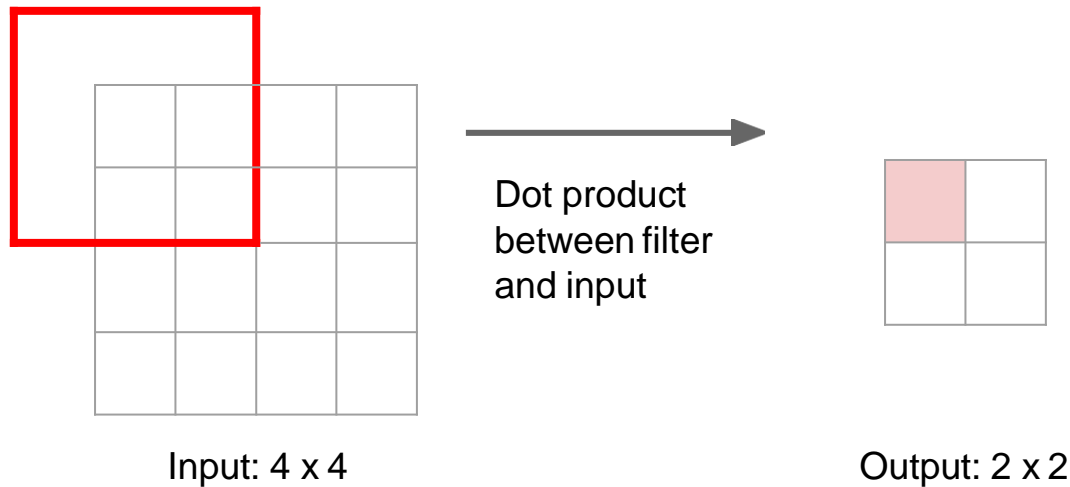 Dot product
between filter
and input
Input: 4 x 4
Output: 2 x 2